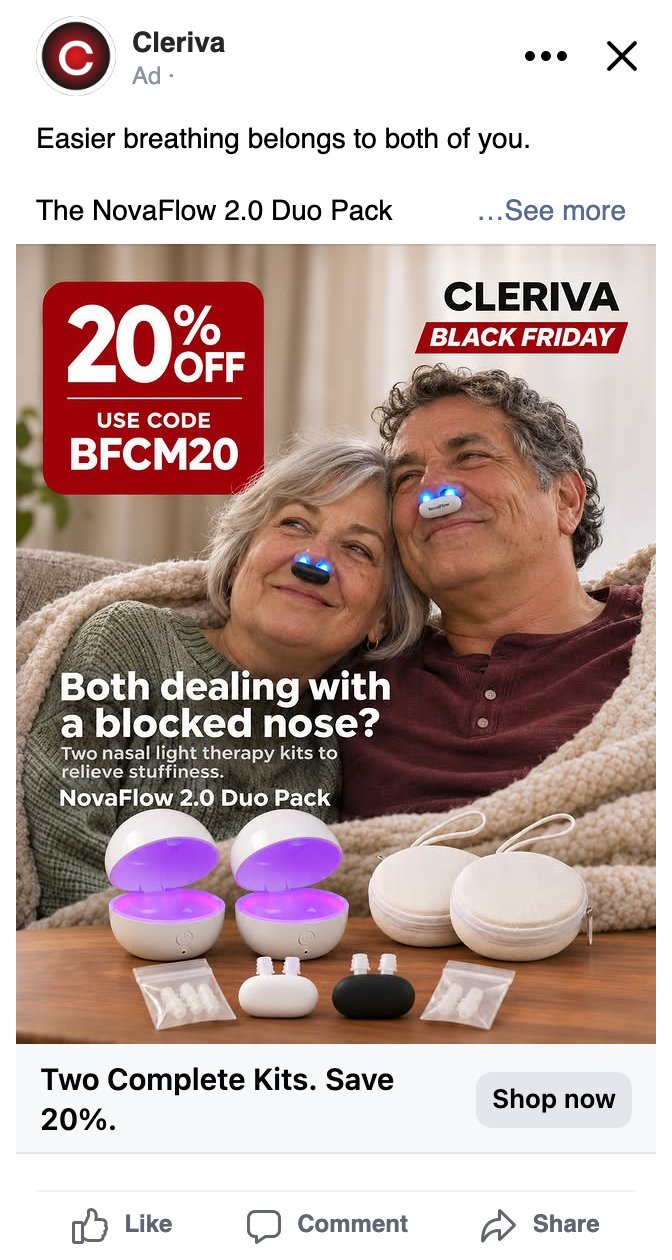 C
Cleriva
Ad ·
Easier breathing belongs to both of you.
The NovaFlow 2.0 Duo Pack
...See more
20% OFF
USE CODE
BFCM20
CLERIVA
BLACK FRIDAY
NovaFlow
Both dealing with
a blocked nose?
Two nasal light therapy kits to
relieve stuffiness.
NovaFlow 2.0 Duo Pack
Two Complete Kits. Save
20%.
Shop now
Like
Comment
Share